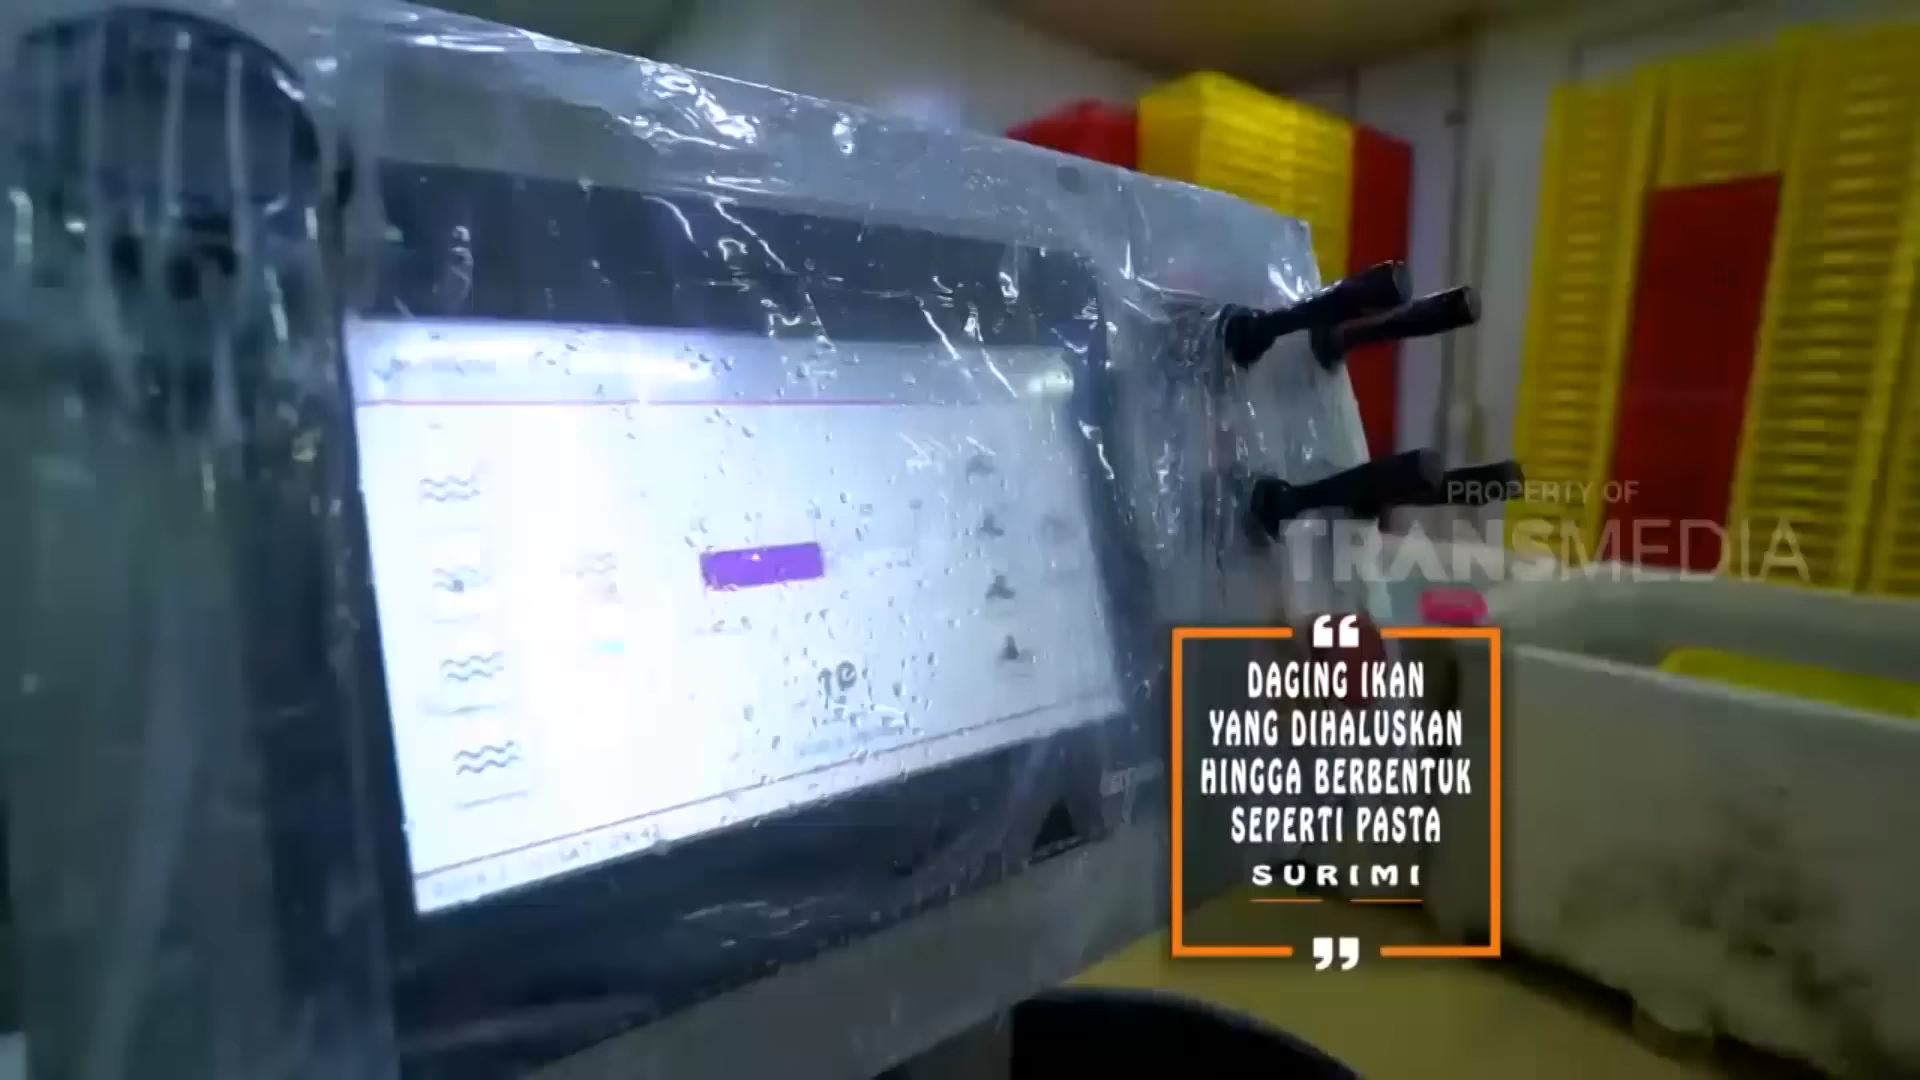 PROPERTY OF
TRANSMEDIA
❝
DAGING IKAN
YANG DIHALUSKAN
HINGGA BERBENTUK
SEPERTI PASTA
SURIMI
❞